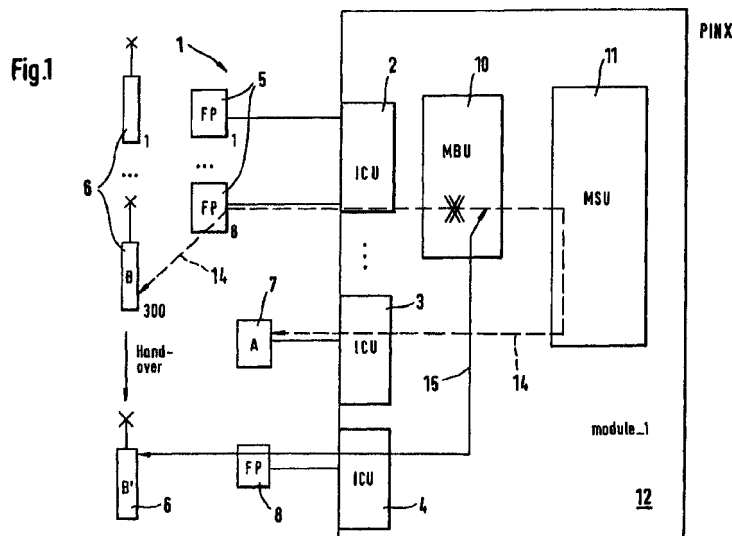 Fig.1
1
PINX
2
10
11
5
FP
1
6
1
...
...
ICU
MBU
MSU
FP
8
B
14
300
7
3
A
ICU
Hand-
over
15
14
module_1
B'
6
FP
8
ICU
4
12